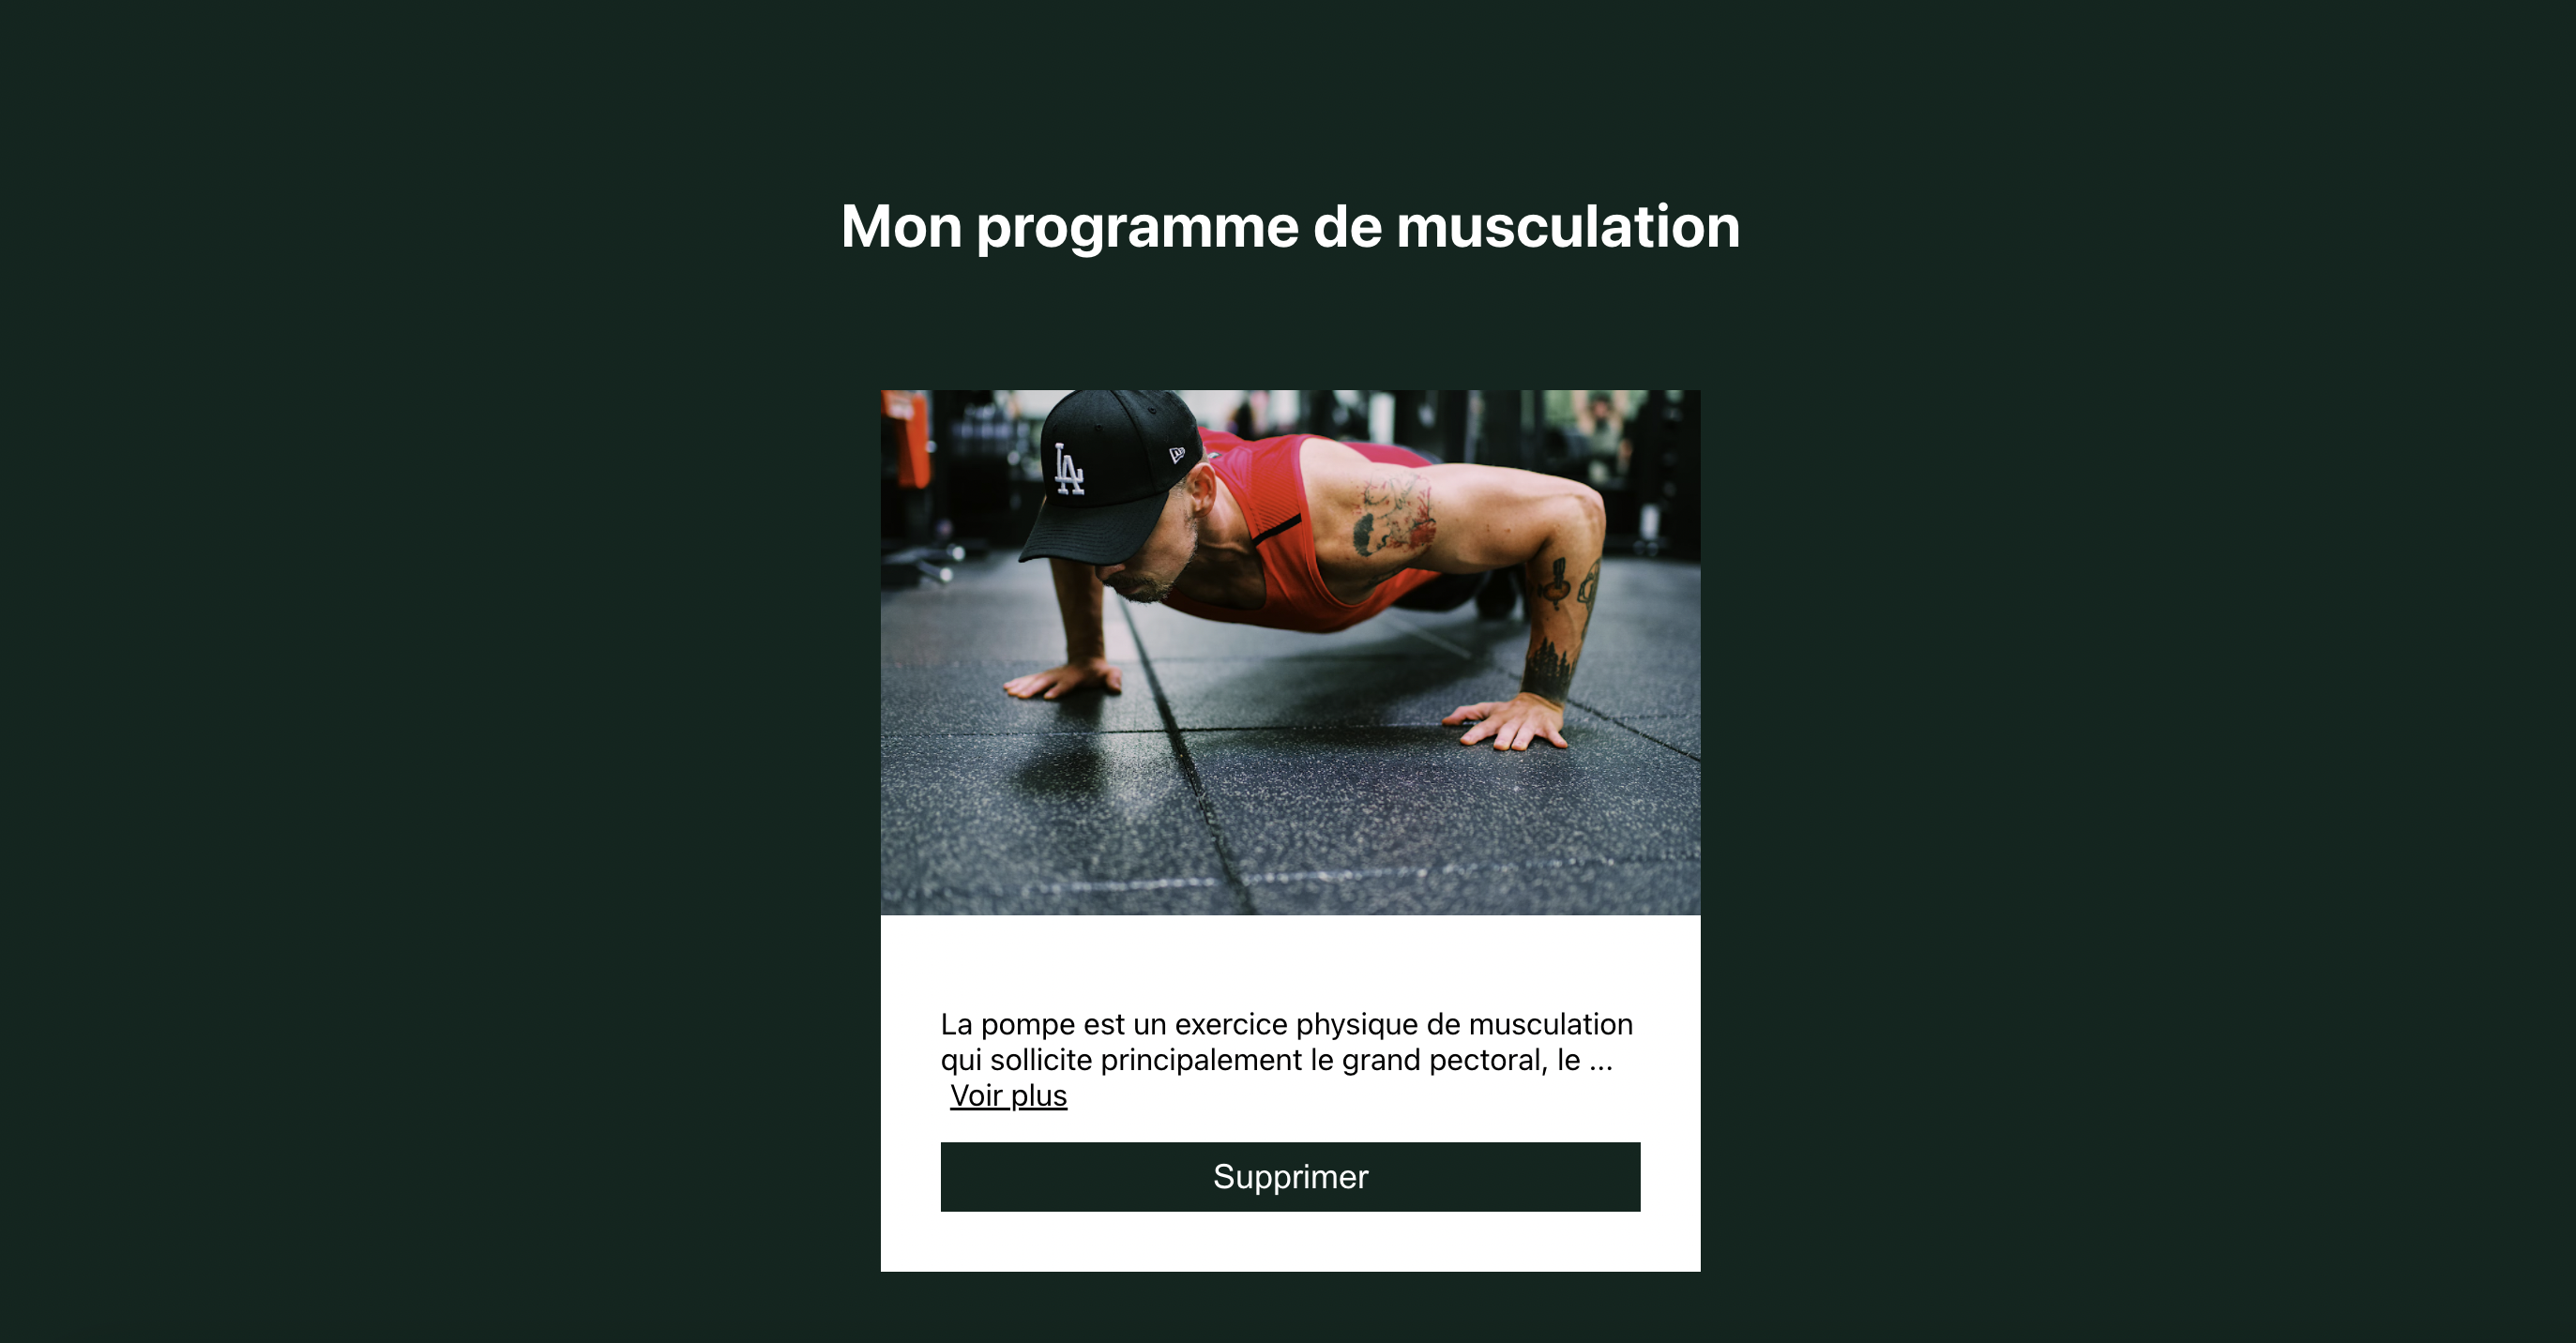 Mon programme de musculation
LA
La pompe est un exercice physique de musculation
qui sollicite principalement le grand pectoral, le ...
Voir plus
Supprimer